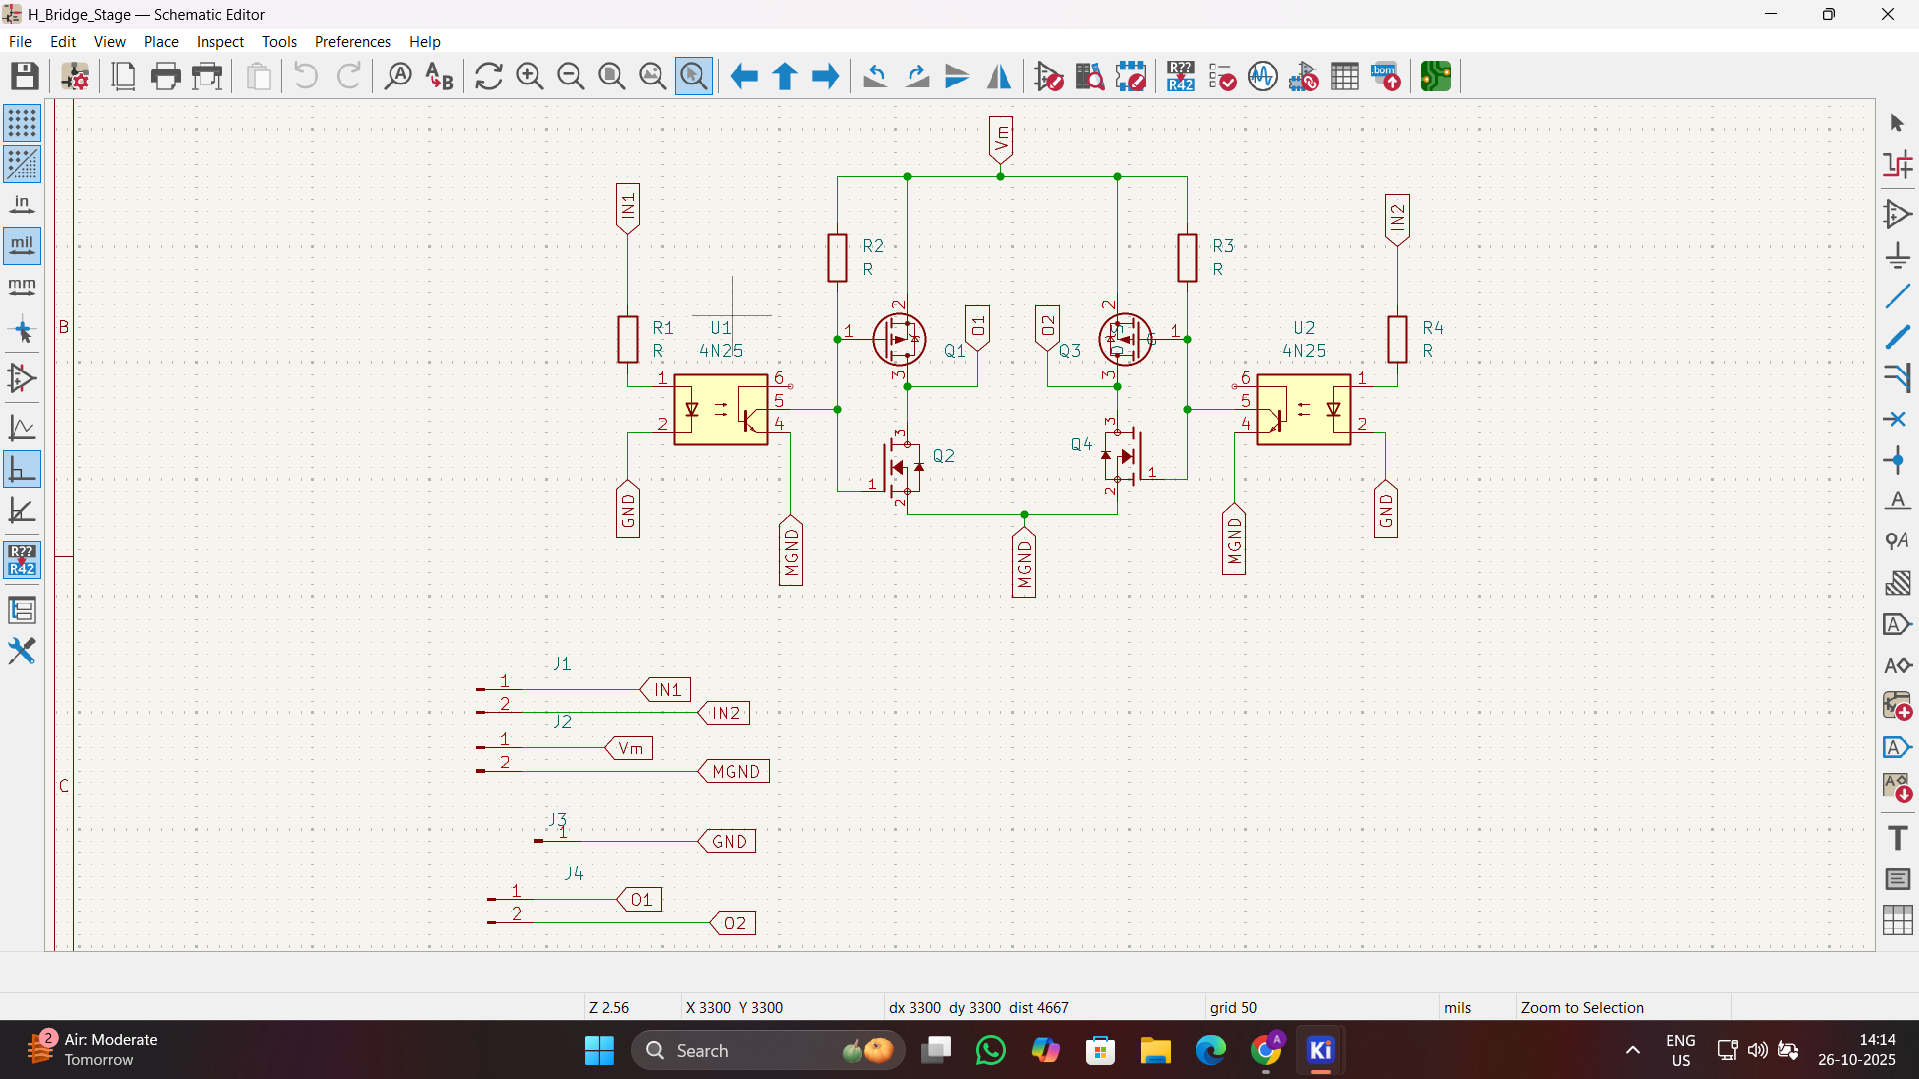 H_Bridge_Stage — Schematic Editor
File Edit View Place Inspect Tools Preferences Help
A
A B
R??
R42
.bom
in
mil
mm
R??
R42
B
C
Vm
IN1
IN2
R2
R
R3
R
R1
R
U1
4N25
1
2
6
5
4
1
2
3
Q1
O1
O2
Q3
2
3
1
S
D
G
U2
4N25
6
5
4
1
2
R4
R
3
1
2
Q2
Q4
3
1
2
GND
MGND
MGND
MGND
GND
J1
1 IN1
2 IN2
J2
1 Vm
2 MGND
J3
1 GND
J4
1 O1
2 O2
A
A
A
A
A
A
T
Z 2.56 X 3300 Y 3300 dx 3300 dy 3300 dist 4667 grid 50 mils Zoom to Selection
2
Air: Moderate
Tomorrow
Search
A
Ki
ENG
US
14:14
26-10-2025